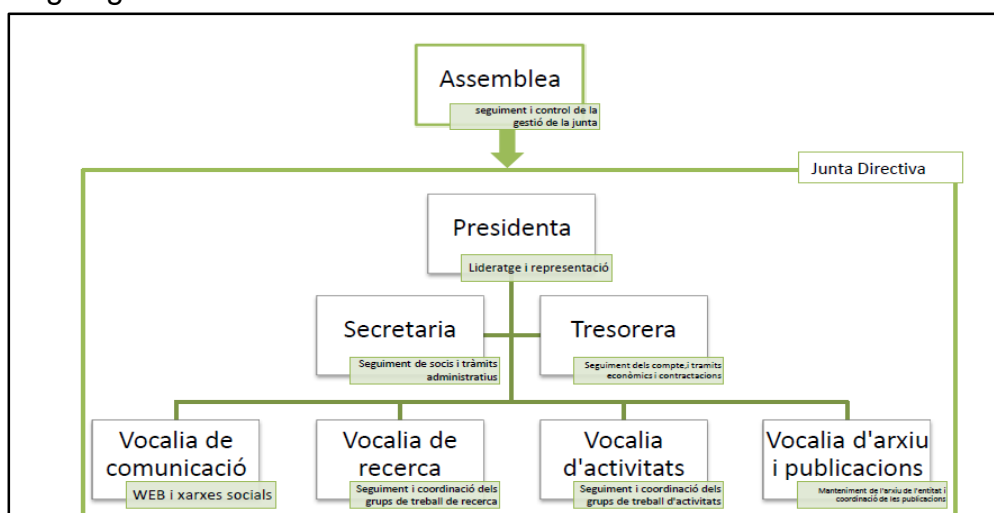 Assemblea
seguiment i control de la
gestió de la junta
Junta Directiva
Presidenta
Lideratge i representació
Secretaria
Seguiment de socis i tràmits
administratius
Tresorera
Seguiment dels compte,i tramits
econòmics i contractacions
Vocalia de
comunicació
WEB i xarxes socials
Vocalia de
recerca
Seguiment i coordinació dels
grups de treball de recerca
Vocalia
d'activitats
Seguiment i coordinació dels
grups de treball d'activitats
Vocalia d'arxiu
i publicacions
Manteniment de l'arxiu de l'entitat i
coordinació de les publicacions